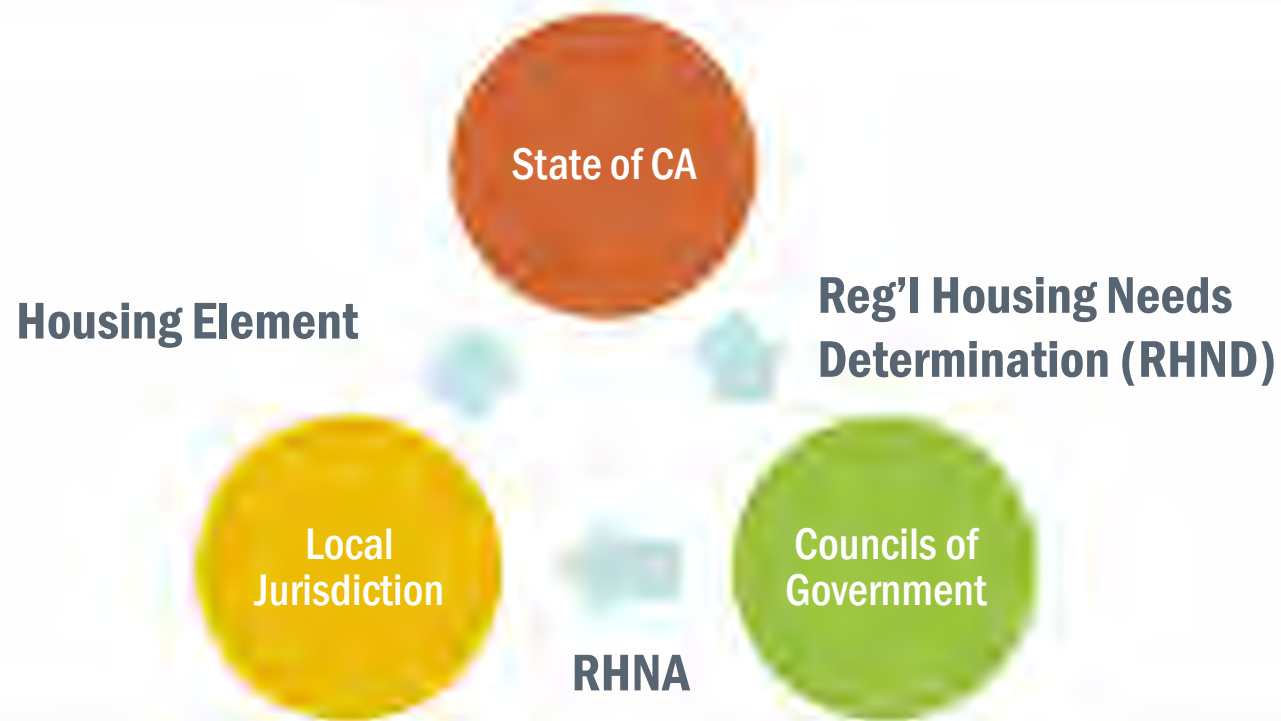 State of CA
Housing Element
Reg’l Housing Needs
Determination (RHND)
Local
Jurisdiction
Councils of
Government
RHNA